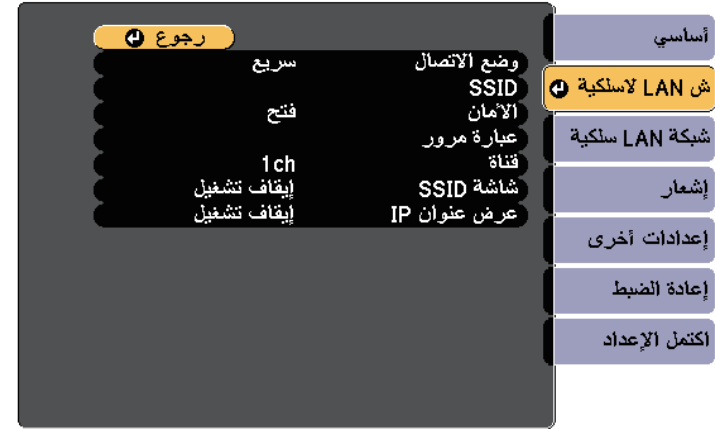 أساسي
ش LAN لاسلكية
شبكة LAN سلكية
إشعار
إعدادات أخرى
إعادة الضبط
اكتمل الإعداد
رجوع
وضع الاتصال سريع
SSID
الأمان فتح
عبارة مرور
قناة 1ch
شاشة SSID إيقاف تشغيل
عرض عنوان IP إيقاف تشغيل